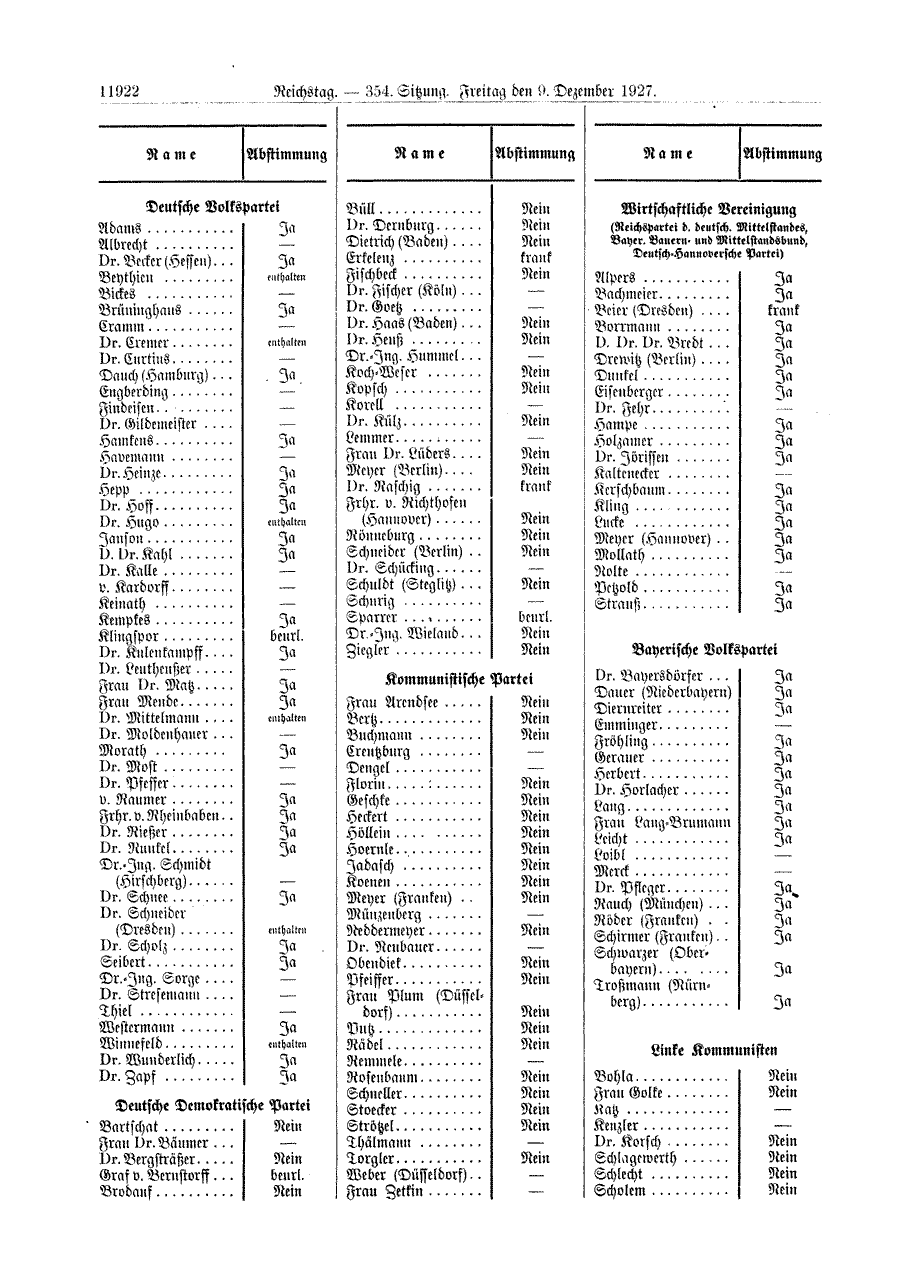 11922 Reichstag. — 354. Sitzung. Freitag den 9. Dezember 1927.
Name Abstimmung
Deutsche Volkspartei
Adams . . . . . . . . . . . Ja
Albrecht . . . . . . . . . . —
Dr. Becker (Hessen) . . . Ja
Beythien . . . . . . . . . enthalten
Bickes . . . . . . . . . . . —
Brüninghaus . . . . . . Ja
Cramm . . . . . . . . . . . —
Dr. Cremer . . . . . . . . enthalten
Dr. Curtius . . . . . . . . —
Dauch (Hamburg) . . . Ja
Engberding . . . . . . . . —
Findeisen . . . . . . . . . —
Dr. Gildemeister . . . . —
Hamkens . . . . . . . . . . Ja
Havemann . . . . . . . . —
Dr. Heinze . . . . . . . . . Ja
Hepp . . . . . . . . . . . . Ja
Dr. Hoff . . . . . . . . . . Ja
Dr. Hugo . . . . . . . . . enthalten
Janson . . . . . . . . . . . Ja
D. Dr. Kahl . . . . . . . Ja
Dr. Kalle . . . . . . . . . —
v. Kardorff . . . . . . . . —
Keinath . . . . . . . . . . —
Kempkes . . . . . . . . . . Ja
Klingspor . . . . . . . . . beurl.
Dr. Kulenkampff . . . . Ja
Dr. Leutheußer . . . . . —
Frau Dr. Matz . . . . . Ja
Frau Mende . . . . . . . Ja
Dr. Mittelmann . . . . enthalten
Dr. Moldenhauer . . . —
Morath . . . . . . . . . Ja
Dr. Most . . . . . . . . . —
Dr. Pfeffer . . . . . . . . —
v. Raumer . . . . . . . . Ja
Frhr. v. Rheinbaben . . Ja
Dr. Rießer . . . . . . . . Ja
Dr. Runkel . . . . . . . . Ja
Dr.-Ing. Schmidt
(Hirschberg) . . . . . . —
Dr. Schnee . . . . . . . . Ja
Dr. Schneider
(Dresden) . . . . . . . enthalten
Dr. Scholz . . . . . . . . Ja
Seibert . . . . . . . . . . . Ja
Dr.-Ing. Sorge . . . . —
Dr. Stresemann . . . . —
Thiel . . . . . . . . . . . . —
Westermann . . . . . . . Ja
Winnefeld . . . . . . . . . enthalten
Dr. Wunderlich . . . . . Ja
Dr. Zapf . . . . . . . . . Ja
Deutsche Demokratische Partei
Bartschat . . . . . . . . . Nein
Frau Dr. Bäumer . . . —
Dr. Bergsträßer . . . . . Nein
Graf v. Bernstorff . . . beurl.
Brodauf . . . . . . . . . . Nein
Name Abstimmung
Büll . . . . . . . . . . . . . Nein
Dr. Dernburg . . . . . . Nein
Dietrich (Baden) . . . . Nein
Erkelenz . . . . . . . . . krank
Fischbeck . . . . . . . . . Nein
Dr. Fischer (Köln) . . . —
Dr. Goetz . . . . . . . . . —
Dr. Haas (Baden) . . . Nein
Dr. Heuß . . . . . . . . . Nein
Dr.-Ing. Hummel . . . —
Koch-Weser . . . . . . . Nein
Kopsch . . . . . . . . . . Nein
Korell . . . . . . . . . . . —
Dr. Külz . . . . . . . . . . Nein
Lemmer . . . . . . . . . . . —
Frau Dr. Lüders . . . . Nein
Meyer (Berlin) . . . . Nein
Dr. Raschig . . . . . . . krank
Frhr. v. Richthofen
(Hannover) . . . . . . Nein
Rönneburg . . . . . . . . Nein
Schneider (Berlin) . . Nein
Dr. Schücking . . . . . . —
Schuldt (Steglitz) . . . Nein
Schurig . . . . . . . . . . —
Sparrer . . . . . . . . . . beurl.
Dr.-Ing. Wieland . . . Nein
Ziegler . . . . . . . . . . . Nein
Kommunistische Partei
Frau Arendsee . . . . . Nein
Bertz . . . . . . . . . . . . . Nein
Buchmann . . . . . . . . Nein
Creutzburg . . . . . . . . —
Dengel . . . . . . . . . . . —
Florin . . . . . . . . . . . . Nein
Geschke . . . . . . . . . . Nein
Heckert . . . . . . . . . . Nein
Höllein . . . . . . . . . . Nein
Hoernle . . . . . . . . . . . Nein
Jadasch . . . . . . . . . . Nein
Koenen . . . . . . . . . . . Nein
Meyer (Franken) . . Nein
Münzenberg . . . . . . . —
Neddermeyer . . . . . . . Nein
Dr. Neubauer . . . . . . —
Obendiek . . . . . . . . . . Nein
Pfeiffer . . . . . . . . . . . Nein
Frau Plum (Düssel-
dorf) . . . . . . . . . . . Nein
Putz . . . . . . . . . . . . . Nein
Rädel . . . . . . . . . . . . Nein
Remmele . . . . . . . . . . —
Rosenbaum . . . . . . . . Nein
Schneller . . . . . . . . . . Nein
Stoecker . . . . . . . . . . Nein
Strötzel . . . . . . . . . . . Nein
Thälmann . . . . . . . . —
Torgler . . . . . . . . . . . Nein
Weber (Düsseldorf) . . —
Frau Zetkin . . . . . . . —
Name Abstimmung
Wirtschaftliche Vereinigung
(Reichspartei d. deutsch. Mittelstandes,
Bayer. Bauern- und Mittelstandsbund,
Deutsch-Hannoversche Partei)
Alpers . . . . . . . . . . . Ja
Bachmeier . . . . . . . . . Ja
Beier (Dresden) . . . . krank
Borrmann . . . . . . . . Ja
D. Dr. Dr. Bredt . . . Ja
Drewitz (Berlin) . . . . Ja
Dunkel . . . . . . . . . . . Ja
Eisenberger . . . . . . . . Ja
Dr. Fehr . . . . . . . . . . —
Hampe . . . . . . . . . . . Ja
Holzamer . . . . . . . . . Ja
Dr. Jörissen . . . . . . . Ja
Kaltenecker . . . . . . . . —
Kerschbaum . . . . . . . . Ja
Kling . . . . . . . . . . . . Ja
Lucke . . . . . . . . . . . . Ja
Meyer (Hannover) . . Ja
Mollath . . . . . . . . . . Ja
Nolte . . . . . . . . . . . . —
Petzold . . . . . . . . . . . Ja
Strauß . . . . . . . . . . . Ja
Bayerische Volkspartei
Dr. Bayersdörfer . . . Ja
Dauer (Niederbayern) Ja
Diernreiter . . . . . . . . Ja
Emminger . . . . . . . . . —
Fröhling . . . . . . . . . . Ja
Gerauer . . . . . . . . . . Ja
Herbert . . . . . . . . . . . Ja
Dr. Horlacher . . . . . . Ja
Lang . . . . . . . . . . . . . Ja
Frau Lang-Brumann Ja
Leicht . . . . . . . . . . . Ja
Loibl . . . . . . . . . . . . —
Merck . . . . . . . . . . . . —
Dr. Pfleger . . . . . . . . Ja
Rauch (München) . . . Ja
Röder (Franken) . . Ja
Schirmer (Franken) . . Ja
Schwarzer (Ober-
bayern) . . . . . . . . Ja
Troßmann (Nürn-
berg) . . . . . . . . . . . Ja
Linke Kommunisten
Bohla . . . . . . . . . . . . Nein
Frau Golke . . . . . . . . Nein
Katz . . . . . . . . . . . . —
Kenzler . . . . . . . . . . . —
Dr. Korsch . . . . . . . . Nein
Schlagewerth . . . . . . Nein
Schlecht . . . . . . . . . . Nein
Scholem . . . . . . . . . . Nein